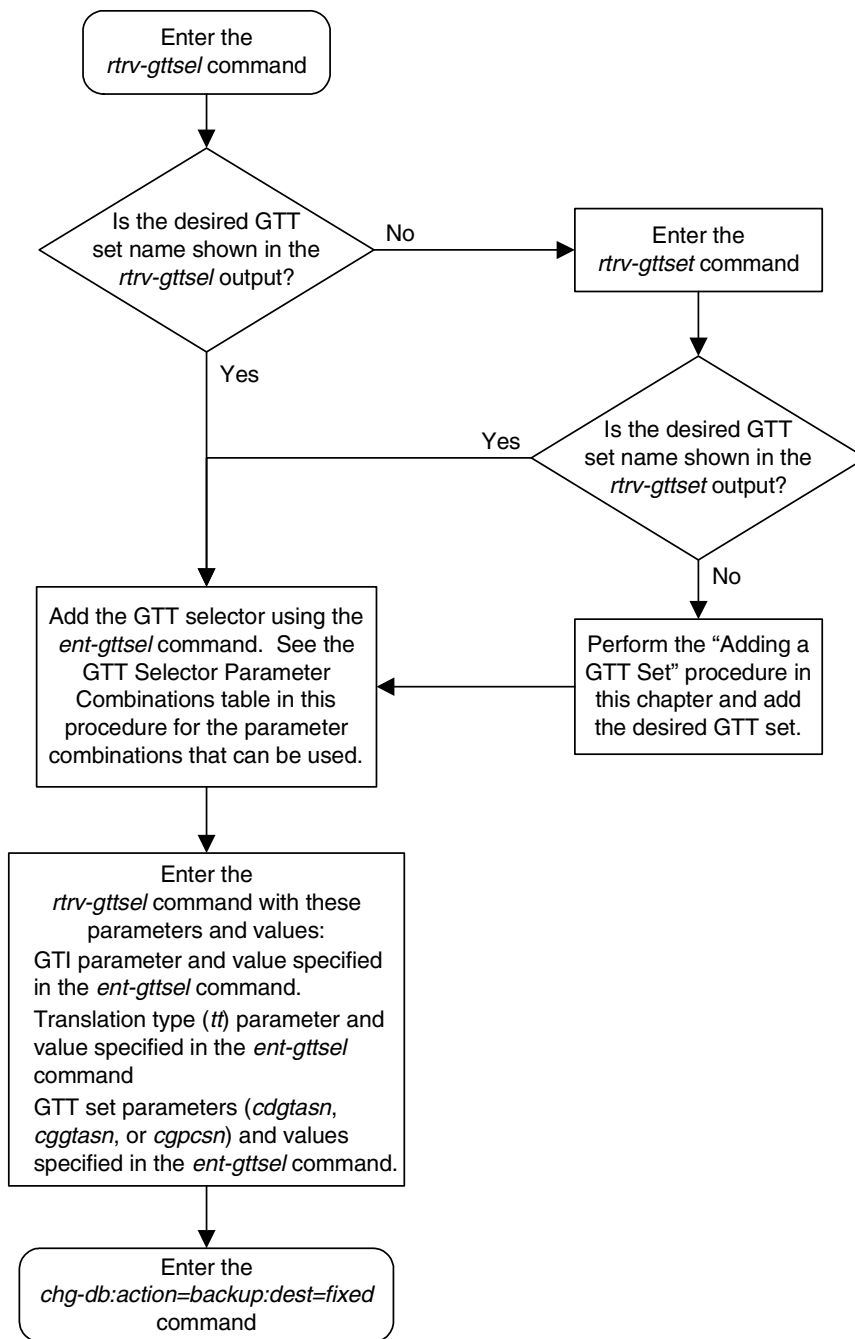 Enter the
rtrv-gttsel command
Is the desired GTT
set name shown in the
rtrv-gttsel output?
No
Enter the
rtrv-gttset command
Yes
Is the desired GTT
set name shown in the
rtrv-gttset output?
Yes
No
Add the GTT selector using the
ent-gttsel command. See the
GTT Selector Parameter
Combinations table in this
procedure for the parameter
combinations that can be used.
Perform the “Adding a
GTT Set” procedure in
this chapter and add
the desired GTT set.
Enter the
rtrv-gttsel command with these
parameters and values:
GTI parameter and value specified
in the ent-gttsel command.
Translation type (tt) parameter and
value specified in the ent-gttsel
command
GTT set parameters (cdgtasn,
cggtasn, or cgpcsn) and values
specified in the ent-gttsel command.
Enter the
chg-db:action=backup:dest=fixed
command